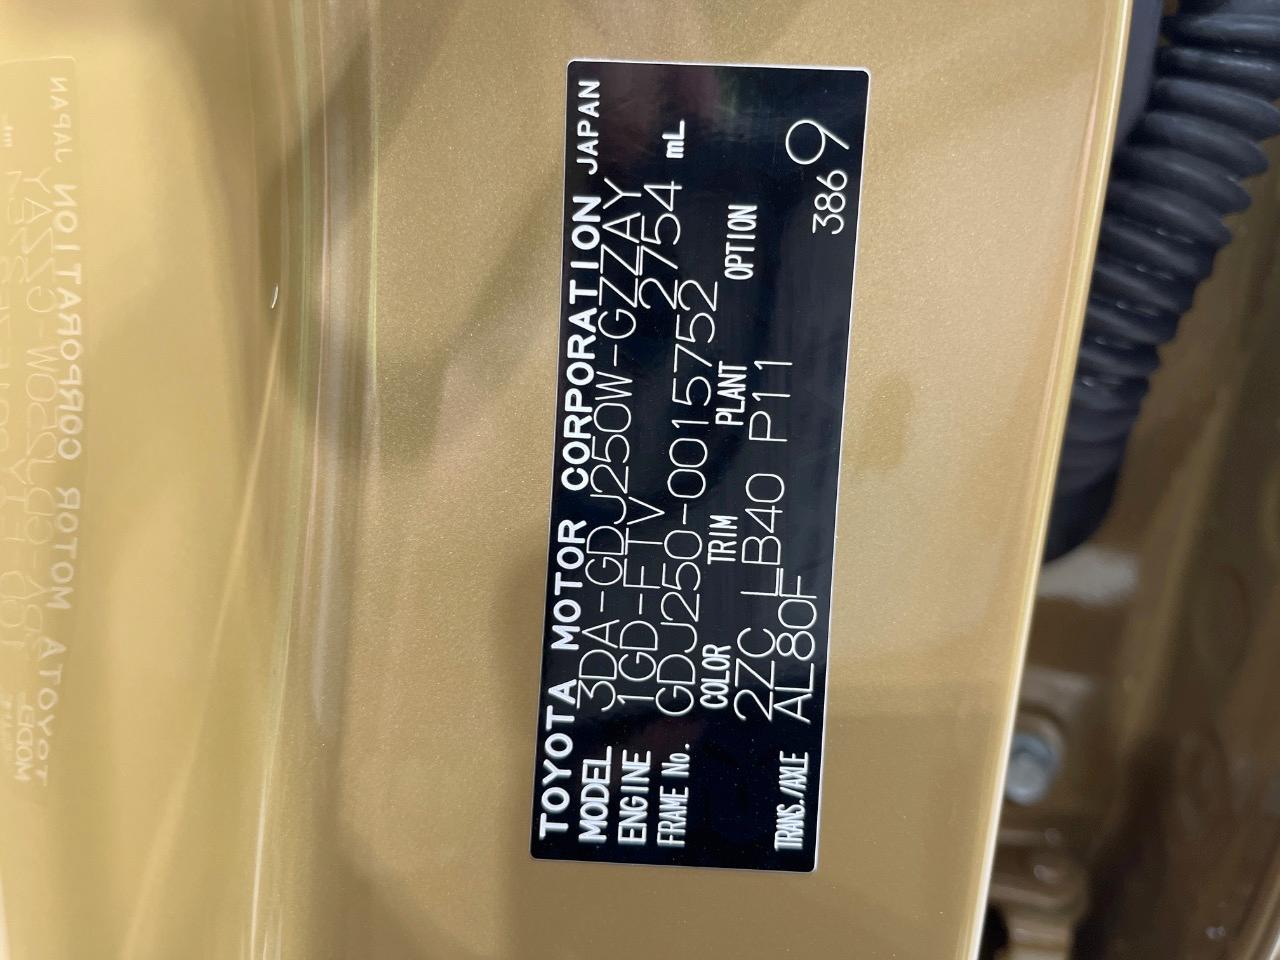 TOYOTA MOTOR CORPORATION JAPAN
MODEL 3DA-GDJ250W-GZZAY
ENGINE 1GD-FTV 2754 mL
FRAME No. GDJ250-0015752
COLOR TRIM PLANT OPTION
2ZC LB40 P11
TRANS./AXLE AL80F 386 9